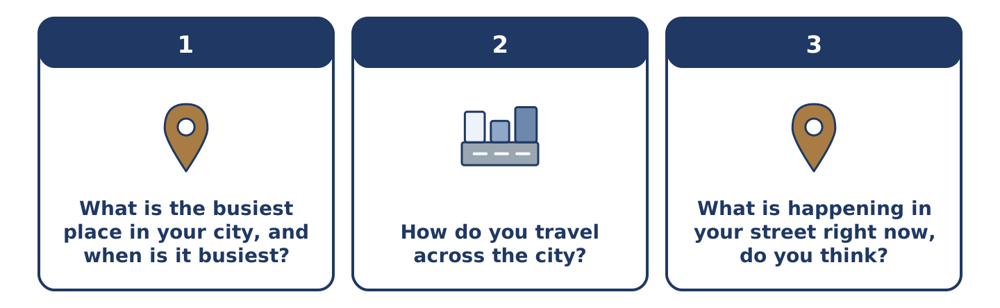 1
What is the busiest
place in your city, and
when is it busiest?
2
How do you travel
across the city?
3
What is happening in
your street right now,
do you think?